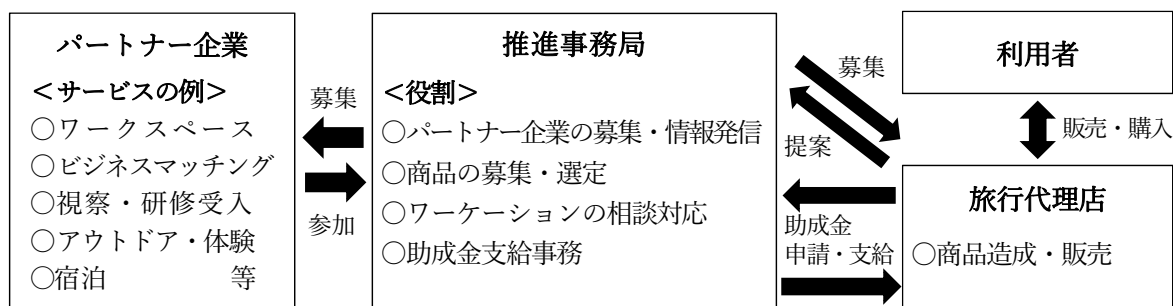 パートナー企業
＜サービスの例＞
○ワークスペース
○ビジネスマッチング
○視察・研修受入
○アウトドア・体験
○宿泊　　　　　等
募集
参加
推進事務局
＜役割＞
○パートナー企業の募集・情報発信
○商品の募集・選定
○ワーケーションの相談対応
○助成金支給事務
募集
提案
助成金
申請・支給
利用者
販売・購入
旅行代理店
○商品造成・販売